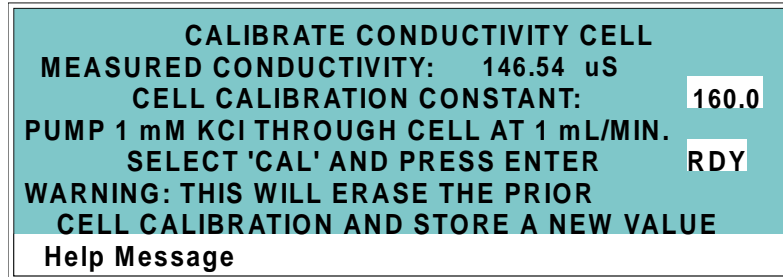 CALIBRATE CONDUCTIVITY CELL
MEASURED CONDUCTIVITY: 146.54 uS
CELL CALIBRATION CONSTANT: 160.0
PUMP 1 mM KCl THROUGH CELL AT 1 mL/MIN.
SELECT 'CAL' AND PRESS ENTER RDY
WARNING: THIS WILL ERASE THE PRIOR
CELL CALIBRATION AND STORE A NEW VALUE
Help Message